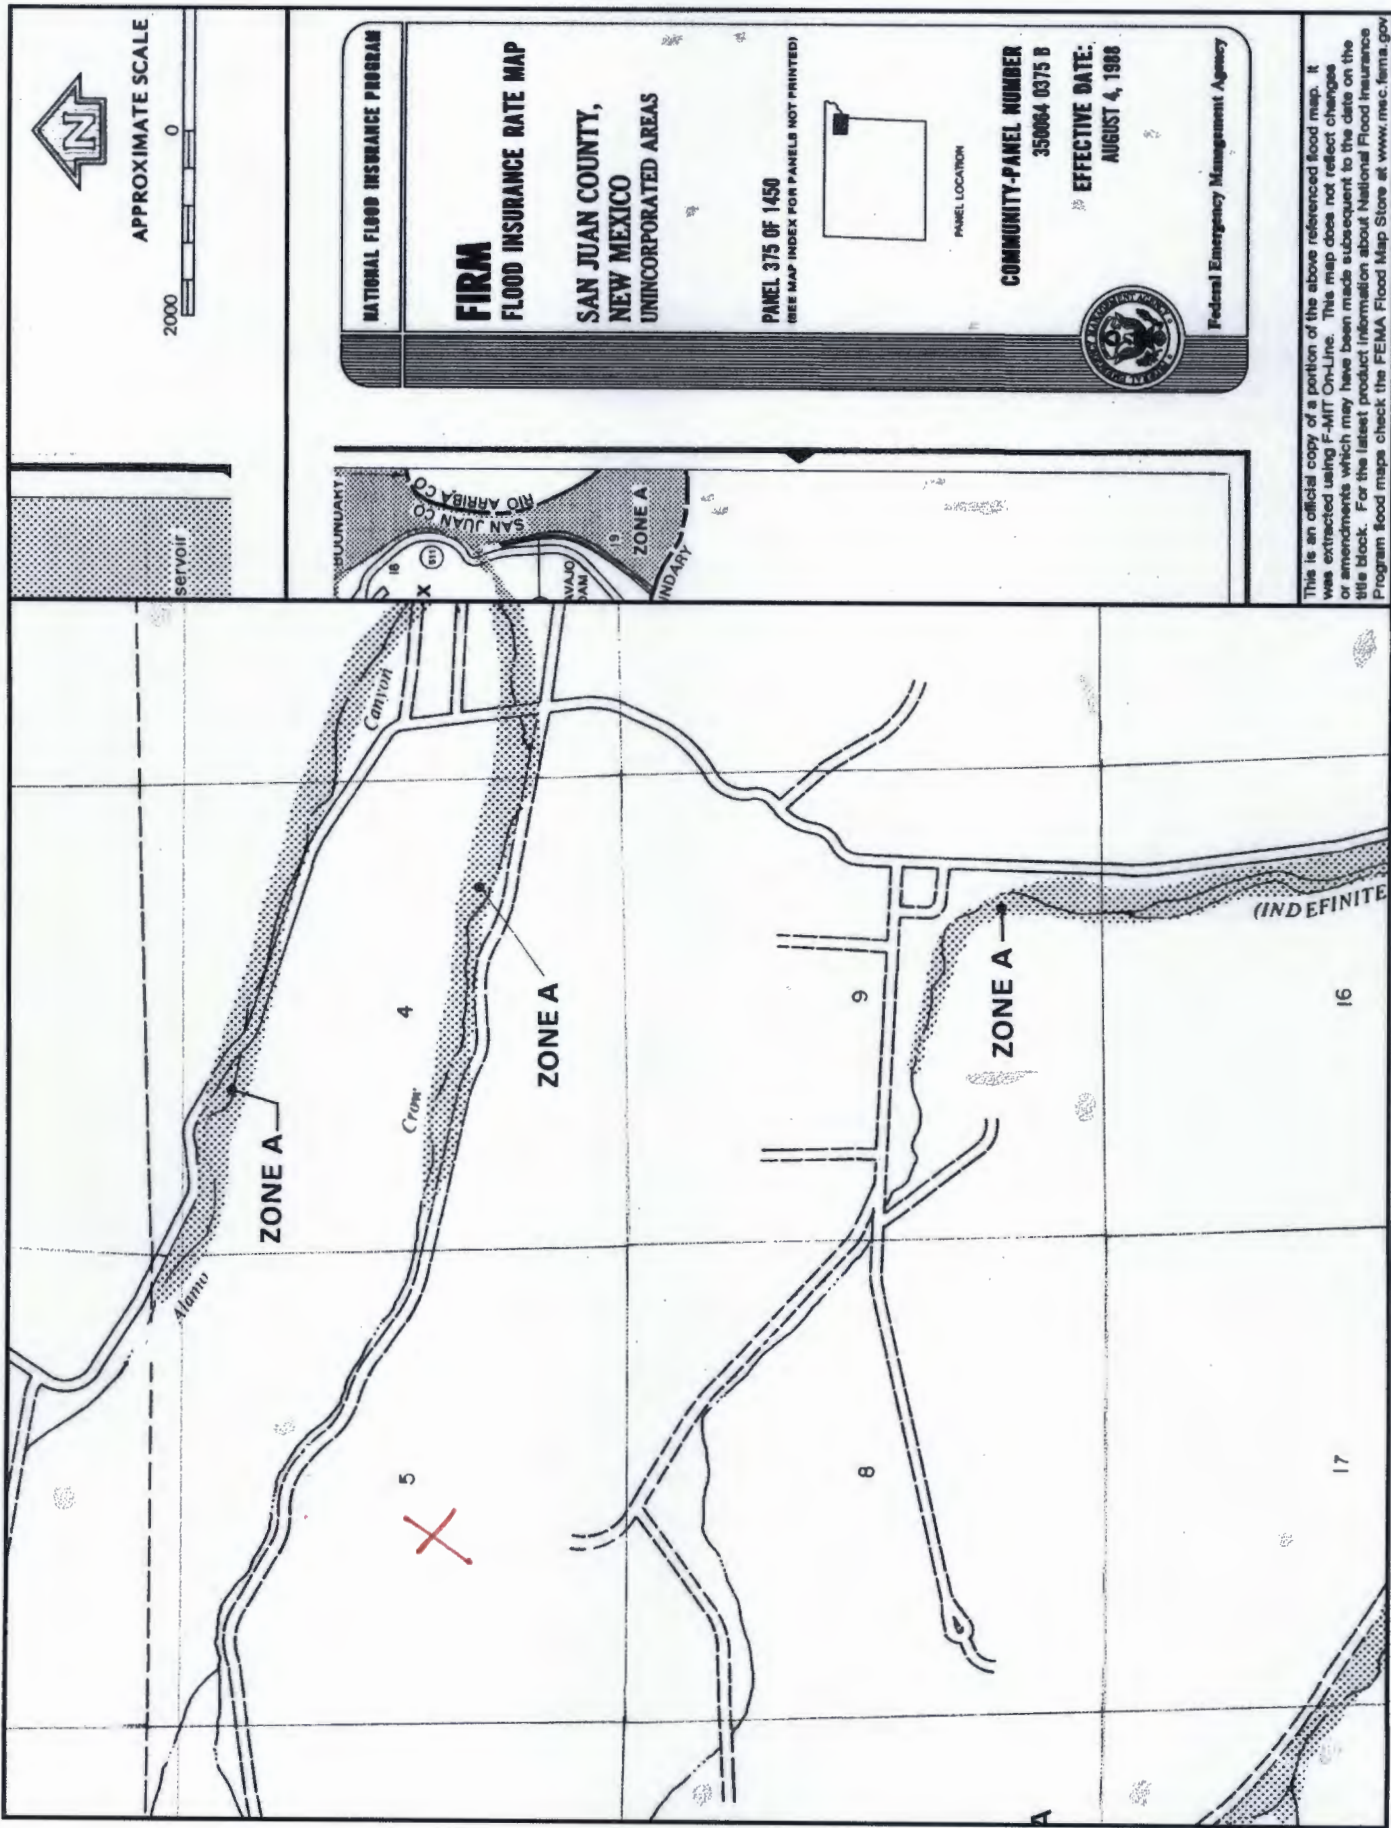 N
APPROXIMATE SCALE
2000 0
NATIONAL FLOOD INSURANCE PROGRAM
FIRM
FLOOD INSURANCE RATE MAP
SAN JUAN COUNTY,
NEW MEXICO
UNINCORPORATED AREAS
PANEL 375 OF 1450
(SEE MAP INDEX FOR PANELS NOT PRINTED)
PANEL LOCATION
COMMUNITY-PANEL NUMBER
350064 0375 B
EFFECTIVE DATE:
AUGUST 4, 1988
Federal Emergency Management Agency
This is an official copy of a portion of the above referenced flood map. It
was extracted using F-MIT On-Line. This map does not reflect changes
or amendments which may have been made subsequent to the date on the
title block. For the latest product information about National Flood Insurance
Program flood maps check the FEMA Flood Map Store at www.msc.fema.gov
servoir
BOUNDARY
18
511
X
SAN JUAN CO
RIO ARRIBA CO
19
ZONE A
AVAJO
DAM
INDARY
Canyon
Alamo
ZONE A
4
Crow
ZONE A
5
9
ZONE A
8
(INDEFINITE
16
17
A